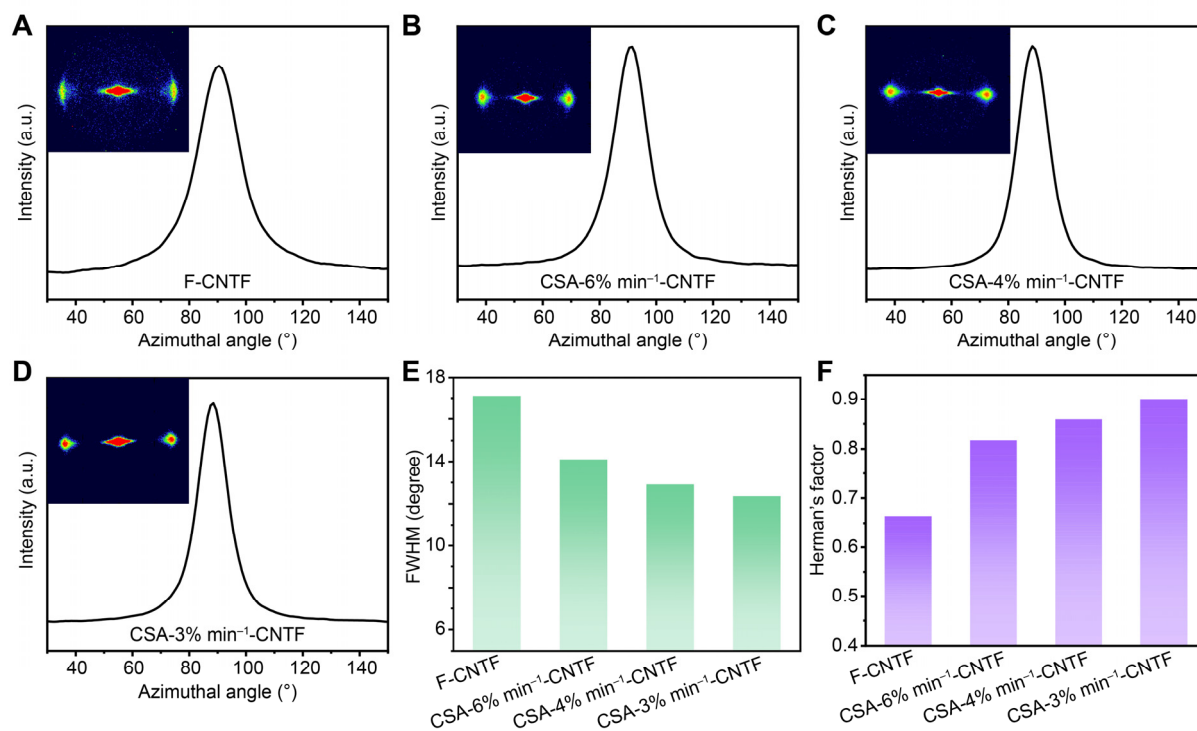 A
Intensity (a.u.)
F-CNTF
40 60 80 100 120 140
Azimuthal angle (°)
B
Intensity (a.u.)
CSA-6% min⁻¹-CNTF
40 60 80 100 120 140
Azimuthal angle (°)
C
Intensity (a.u.)
CSA-4% min⁻¹-CNTF
40 60 80 100 120 140
Azimuthal angle (°)
D
Intensity (a.u.)
CSA-3% min⁻¹-CNTF
40 60 80 100 120 140
Azimuthal angle (°)
E
FWHM (degree)
18
14
10
6
F-CNTF
CSA-6% min⁻¹-CNTF
CSA-4% min⁻¹-CNTF
CSA-3% min⁻¹-CNTF
F
Herman's factor
0.9
0.8
0.7
0.6
0.5
0.4
F-CNTF
CSA-6% min⁻¹-CNTF
CSA-4% min⁻¹-CNTF
CSA-3% min⁻¹-CNTF